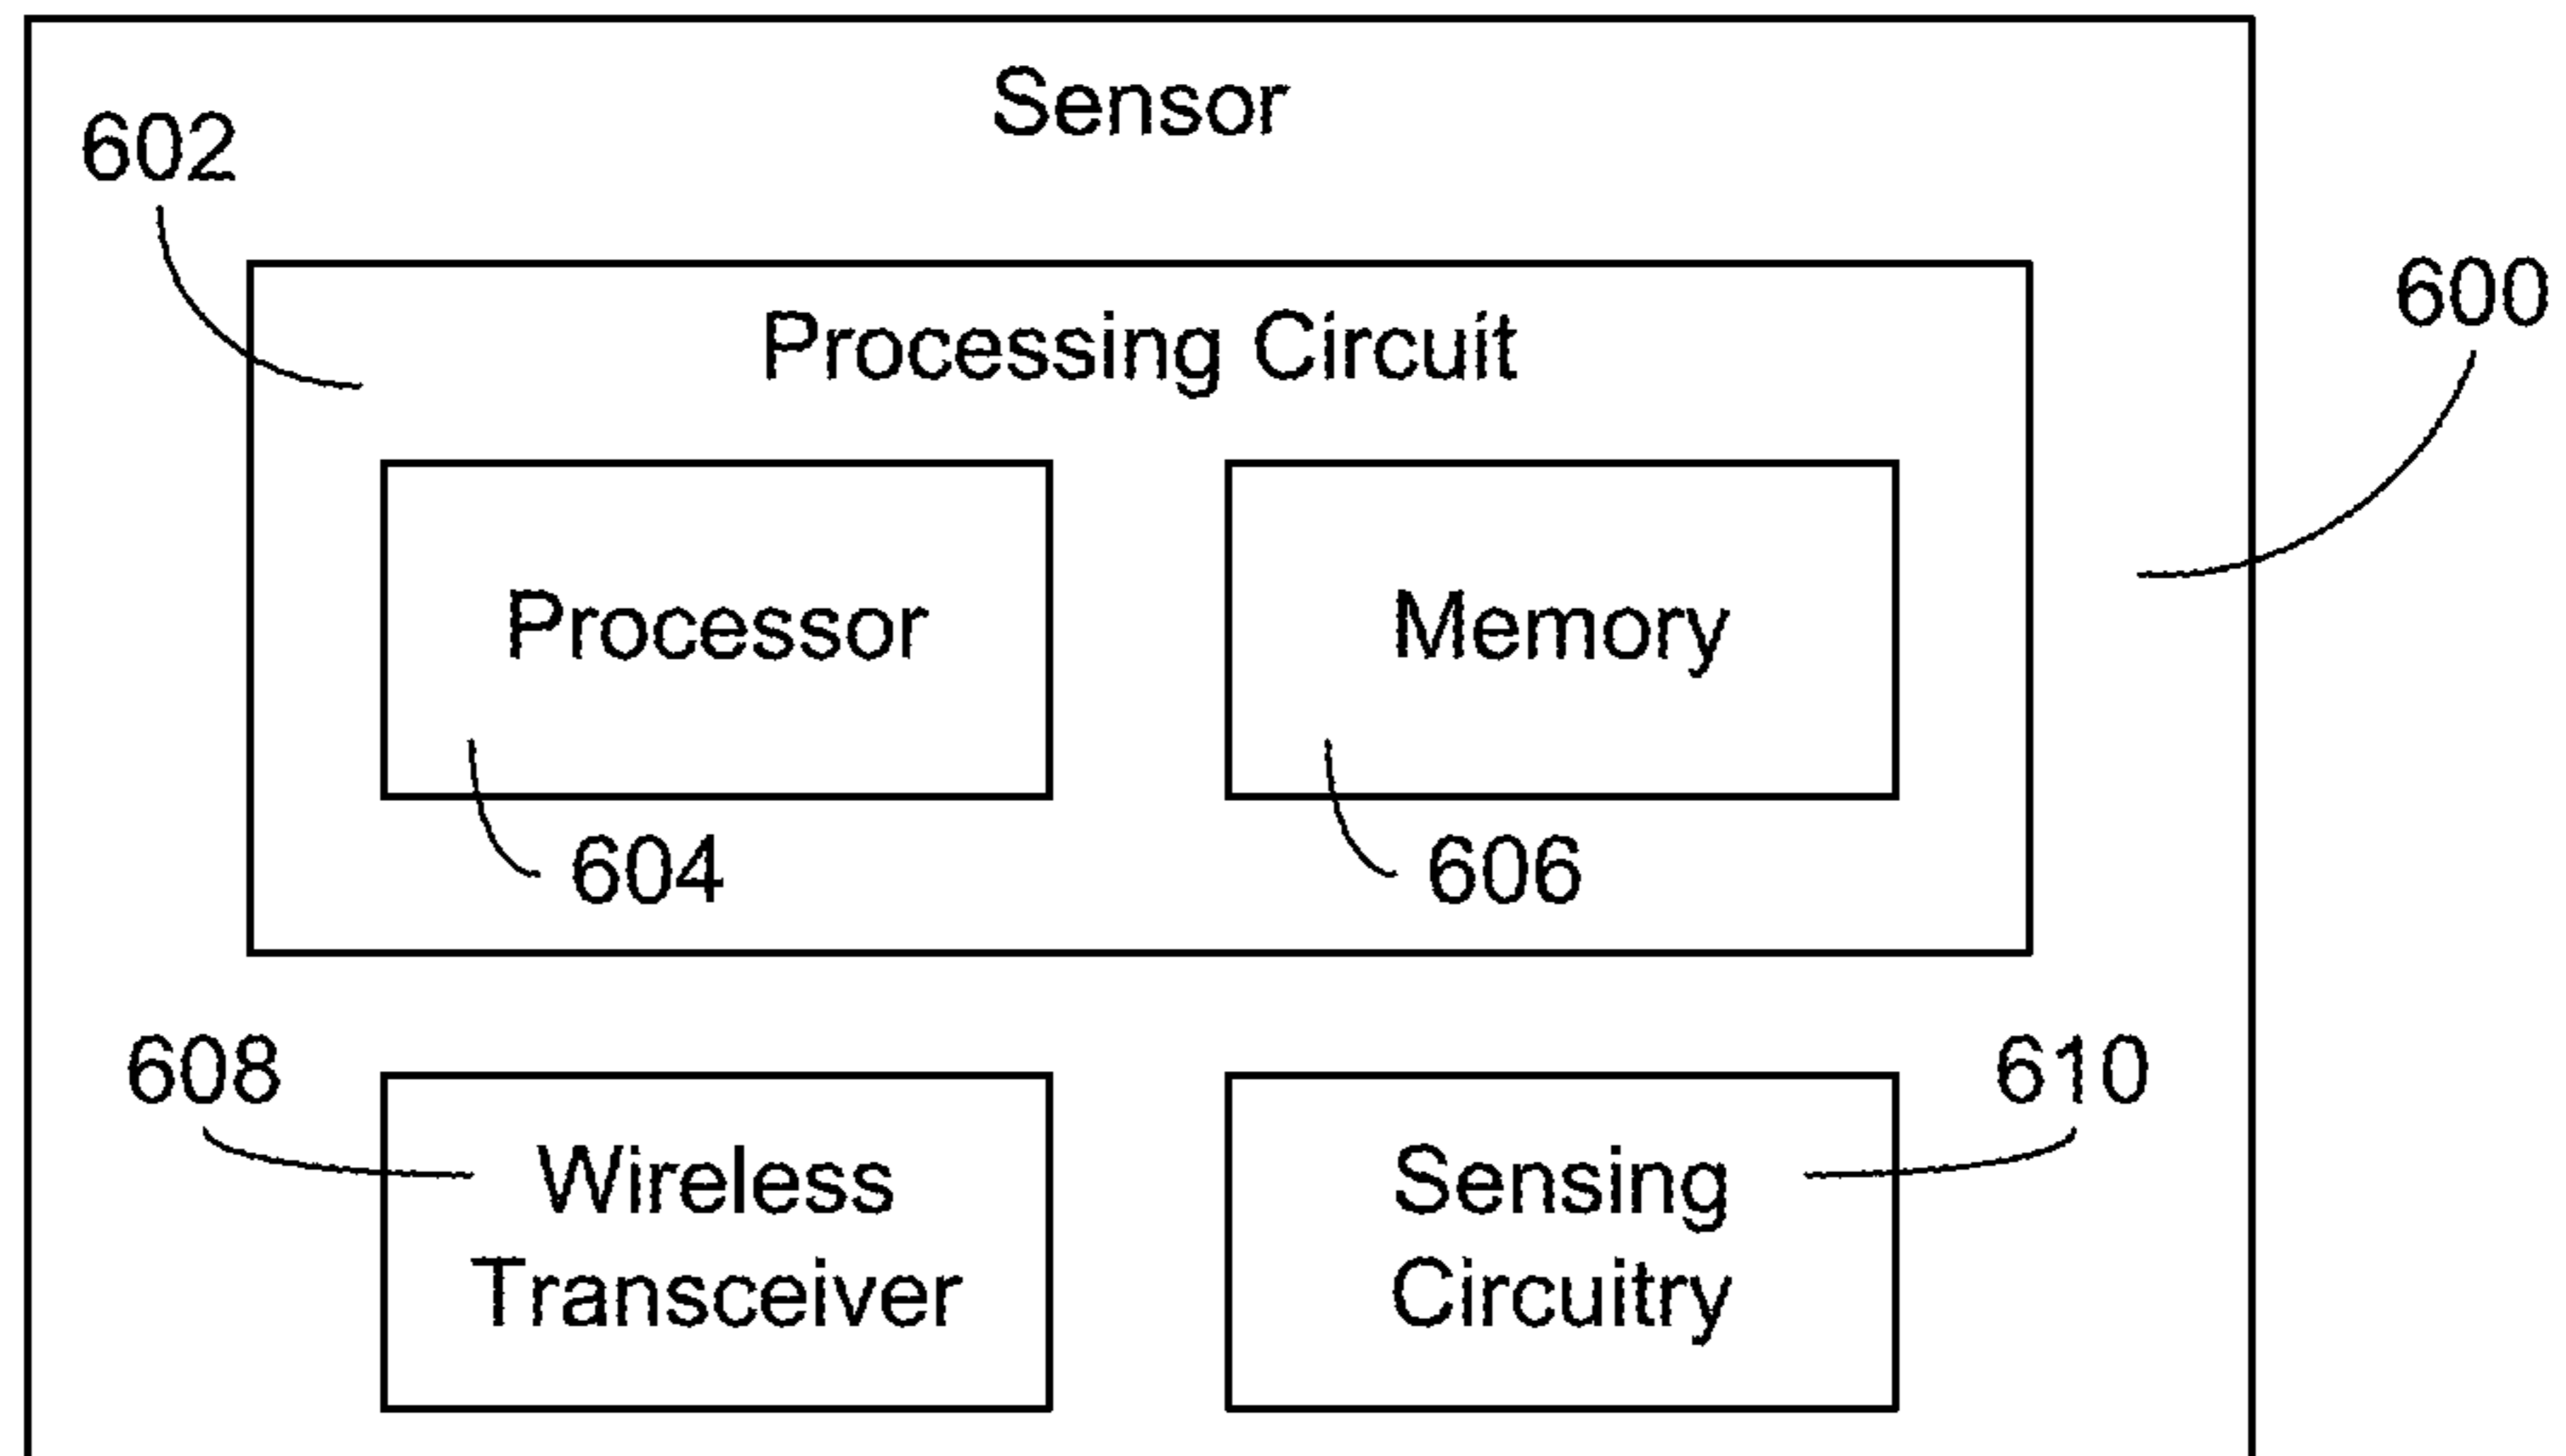 Sensor
602
600
Processing Circuit
Processor
Memory
604
606
608
610
Wireless
Transceiver
Sensing
Circuitry